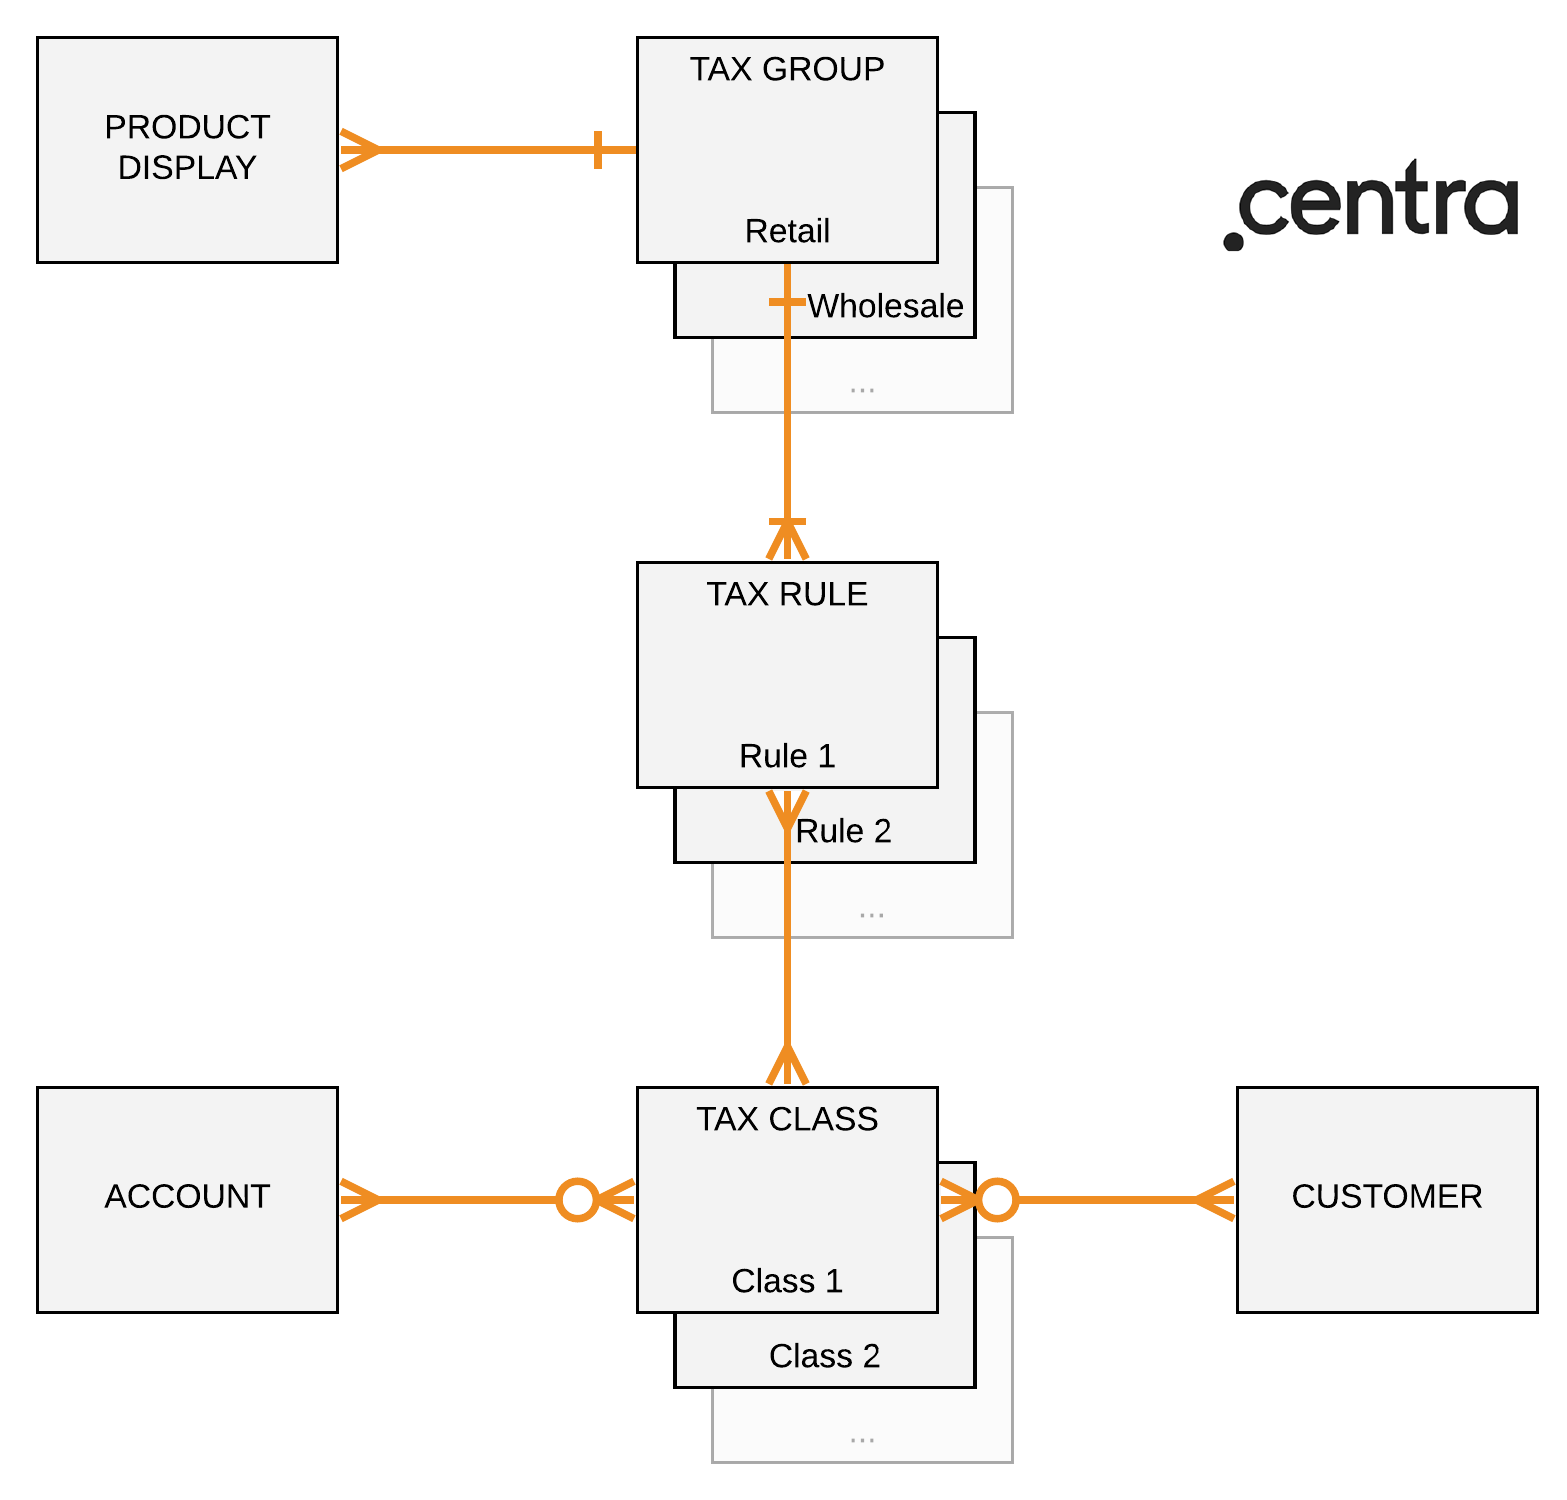 PRODUCT
DISPLAY
TAX GROUP
Retail
Wholesale
...
.centra
TAX RULE
Rule 1
Rule 2
...
ACCOUNT
TAX CLASS
Class 1
Class 2
...
CUSTOMER